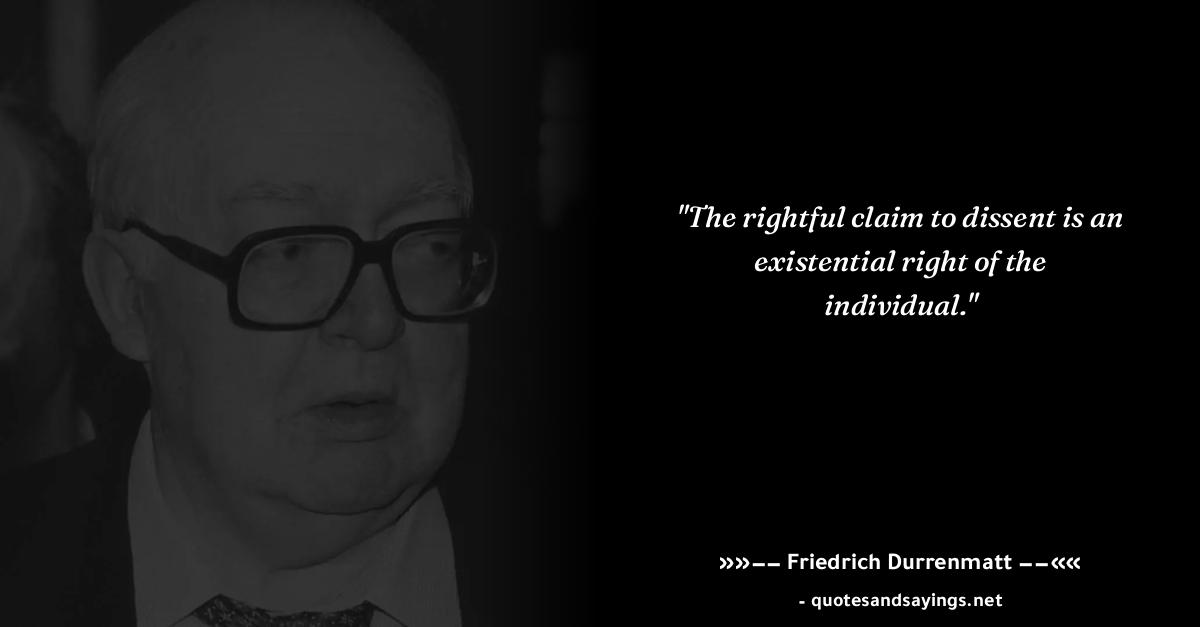 "The rightful claim to dissent is an
existential right of the
individual."
»»−− Friedrich Durrenmatt −−««
- quotesandsayings.net